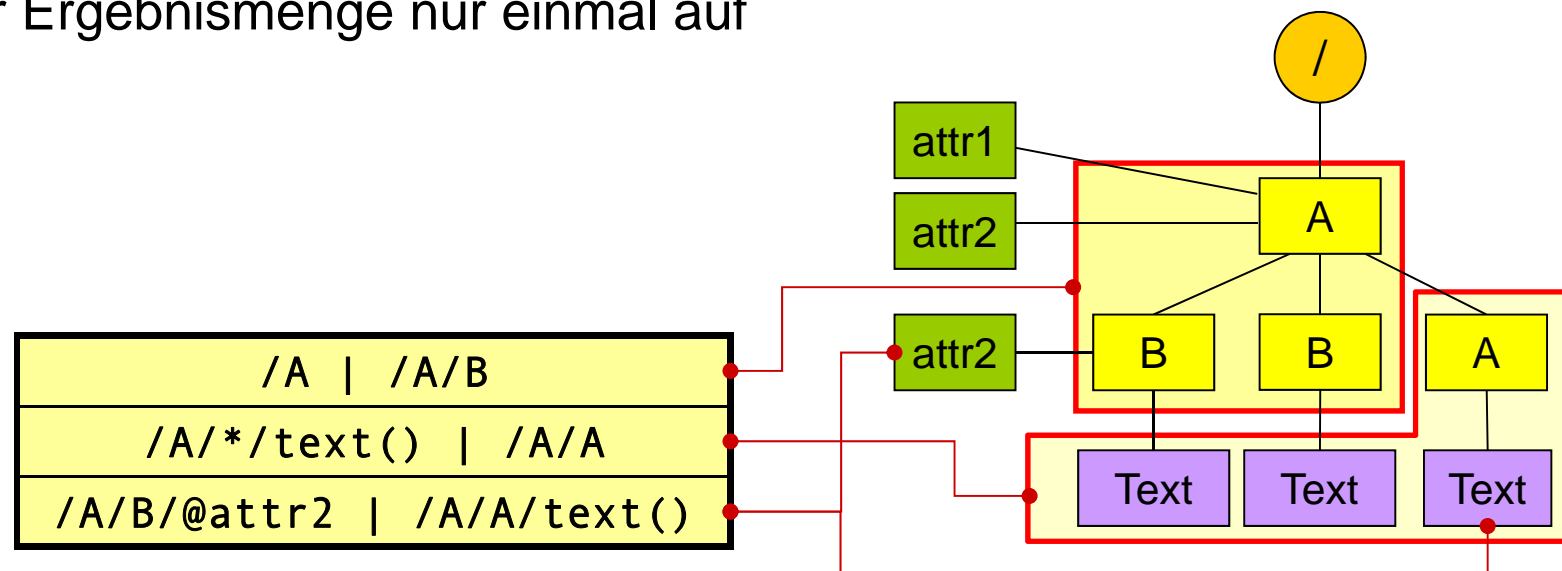 r Ergebnismenge nur einmal auf
/
attr1
A
attr2
attr2
B
B
A
/A | /A/B
/A/*/text() | /A/A
Text
Text
Text
/A/B/@attr2 | /A/A/text()